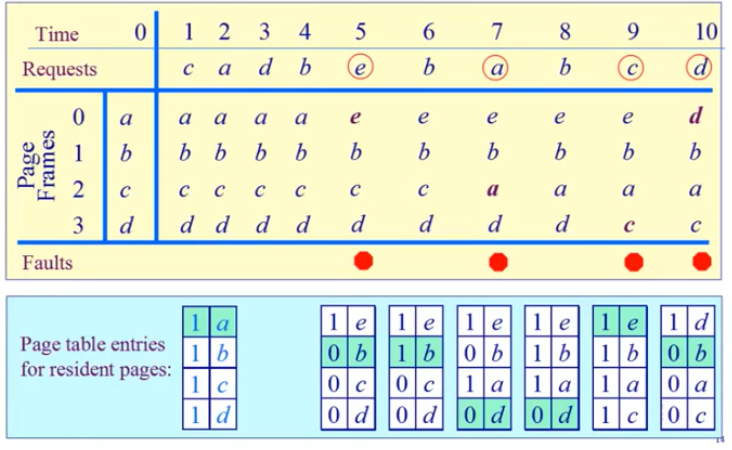 Time 0 1 2 3 4 5 6 7 8 9 10
Requests c a d b e b a b c d
Page Frames
0 a a a a a e e e e e d
1 b b b b b b b b b b b
2 c c c c c c c a a a a
3 d d d d d d d d d c c
Faults
Page table entries
for resident pages:
1 a 1 e 1 e 1 e 1 e 1 e 1 d
1 b 0 b 1 b 0 b 1 b 1 b 0 b
1 c 0 c 0 c 1 a 1 a 1 a 0 a
1 d 0 d 0 d 0 d 0 d 1 c 0 c
14